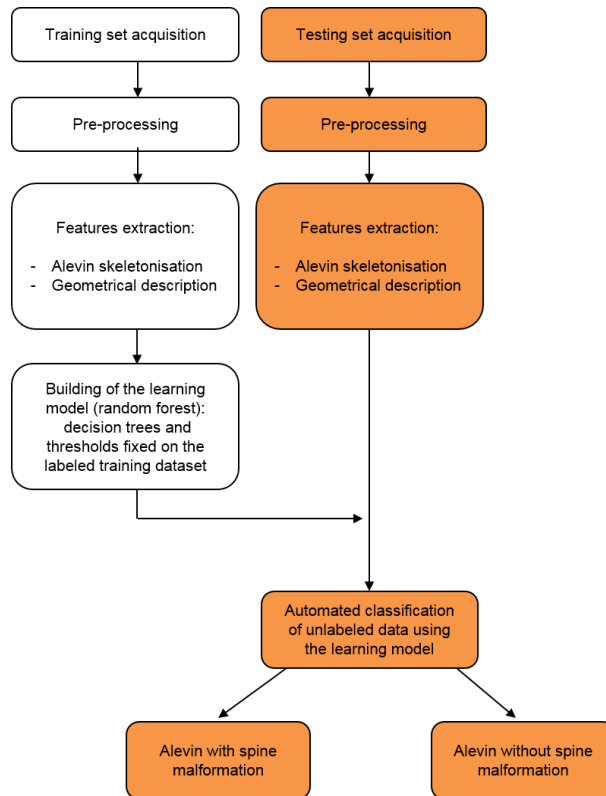 Training set acquisition
Testing set acquisition
Pre-processing
Pre-processing
Features extraction:
- Alevin skeletonisation
- Geometrical description
Features extraction:
- Alevin skeletonisation
- Geometrical description
Building of the learning
model (random forest):
decision trees and
thresholds fixed on the
labeled training dataset
Automated classification
of unlabeled data using
the learning model
Alevin with spine
malformation
Alevin without spine
malformation